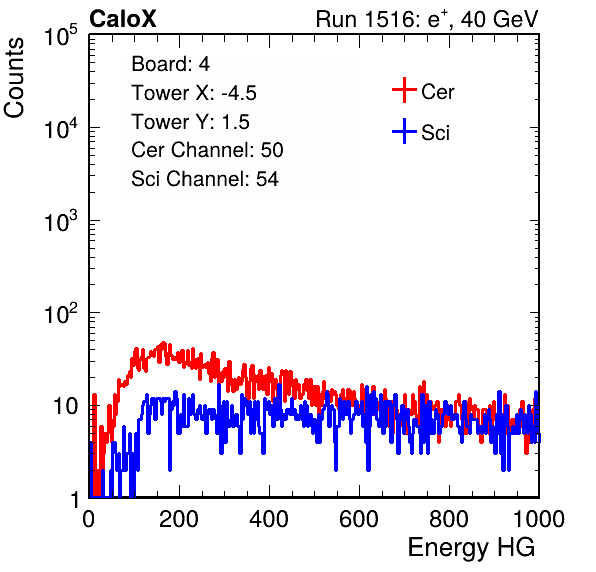 CaloX Run 1516: e+, 40 GeV
Counts
Board: 4
Tower X: -4.5
Tower Y: 1.5
Cer Channel: 50
Sci Channel: 54
Cer
Sci
10^5
10^4
10^3
10^2
10
1
0 200 400 600 800 1000
Energy HG